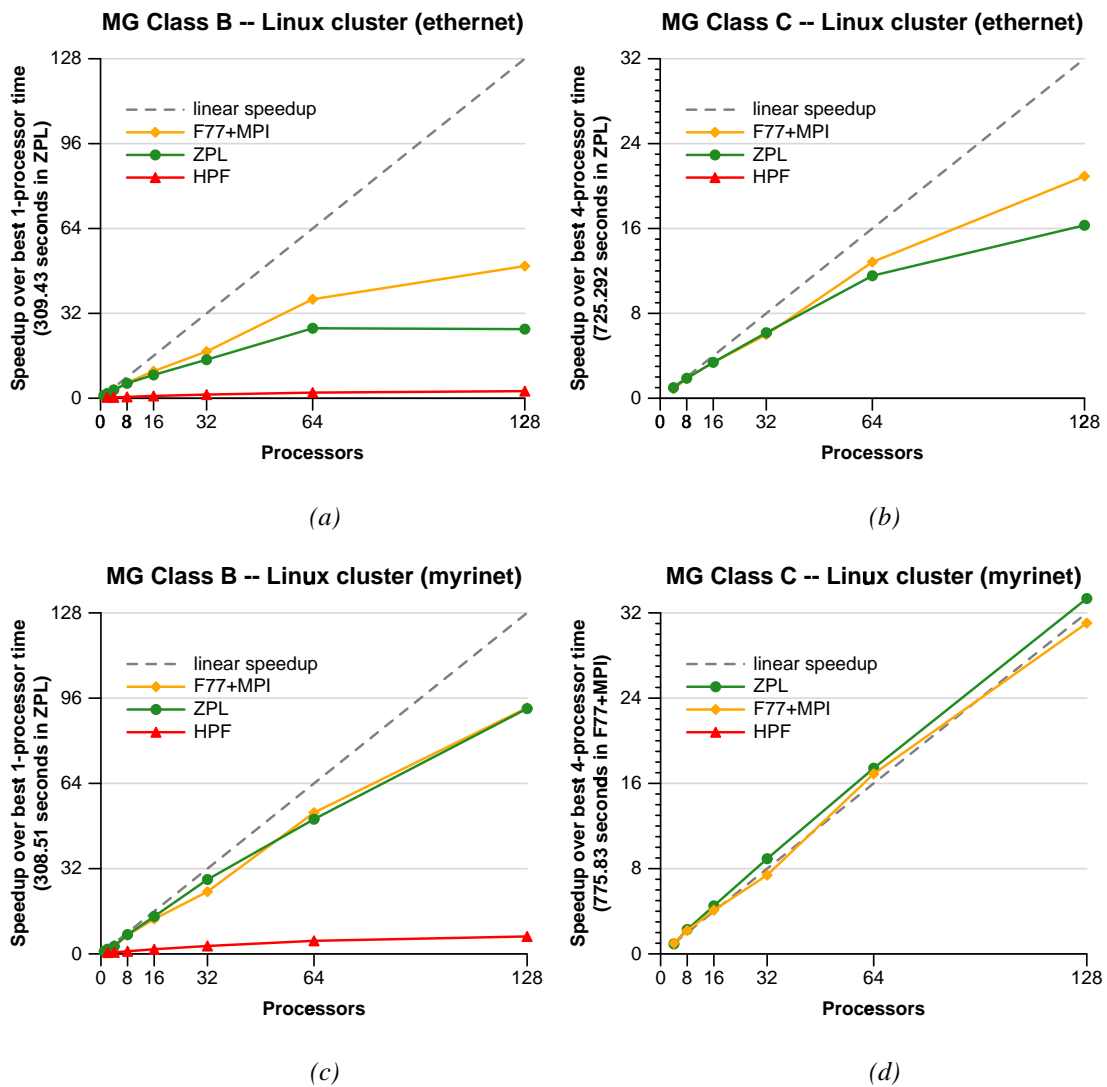 MG Class B -- Linux cluster (ethernet)
Speedup over best 1-processor time
(309.43 seconds in ZPL)
128
96
64
32
0
linear speedup
F77+MPI
ZPL
HPF
0 8 16 32 64 128
Processors
(a)
MG Class C -- Linux cluster (ethernet)
Speedup over best 4-processor time
(725.292 seconds in ZPL)
32
24
16
8
0
linear speedup
F77+MPI
ZPL
HPF
0 8 16 32 64 128
Processors
(b)
MG Class B -- Linux cluster (myrinet)
Speedup over best 1-processor time
(308.51 seconds in ZPL)
128
96
64
32
0
linear speedup
F77+MPI
ZPL
HPF
0 8 16 32 64 128
Processors
(c)
MG Class C -- Linux cluster (myrinet)
Speedup over best 4-processor time
(775.83 seconds in F77+MPI)
32
24
16
8
0
linear speedup
ZPL
F77+MPI
HPF
0 8 16 32 64 128
Processors
(d)